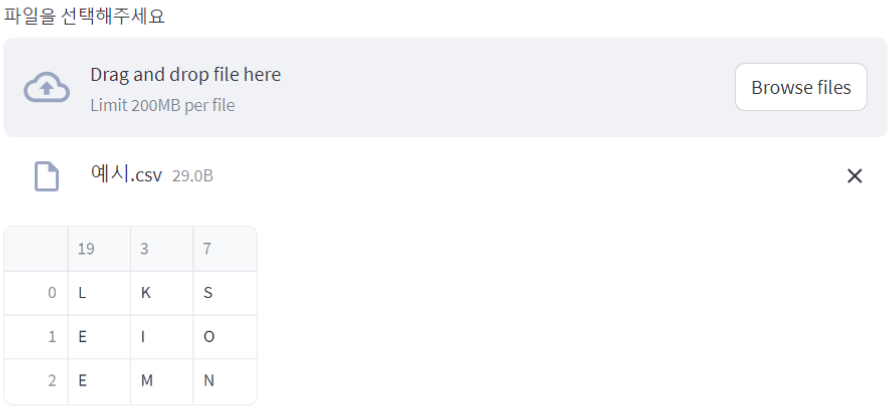 파일을 선택해주세요
Drag and drop file here
Limit 200MB per file
Browse files
예시.csv 29.0B
19 3 7
0 L K S
1 E I O
2 E M N